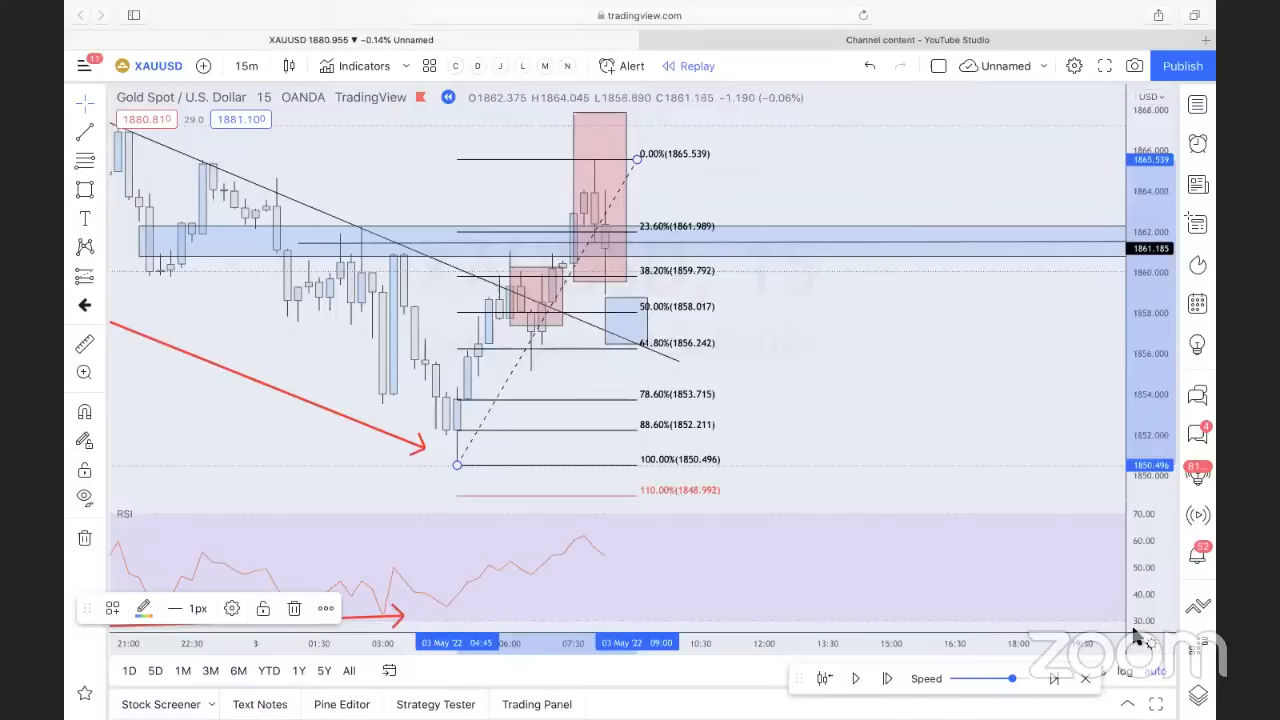 tradingview.com
XAUUSD 1880.955 ▼ −0.14% Unnamed
Channel content - YouTube Studio
11
XAUUSD
15m
Indicators
C D J L M N
Alert
Replay
Unnamed
Publish
Gold Spot / U.S. Dollar 15 OANDA TradingView
O1862.375 H1864.045 L1858.890 C1861.185 −1.190 (−0.06%)
USD
1880.810
29.0
1881.100
1868.000
1866.000
1865.539
1864.000
1862.000
1861.185
1860.000
1858.000
1856.000
1854.000
1852.000
1850.496
1850.000
0.00%(1865.539)
23.60%(1861.989)
38.20%(1859.792)
50.00%(1858.017)
61.80%(1856.242)
78.60%(1853.715)
88.60%(1852.211)
100.00%(1850.496)
110.00%(1848.992)
4
81...
52
RSI
70.00
60.00
50.00
40.00
30.00
1px
21:00
22:30
3
01:30
03:00
03 May '22 04:45
06:00
07:30
03 May '22 09:00
10:30
12:00
13:30
15:00
16:30
18:00
19:30
zoom
1D 5D 1M 3M 6M YTD 1Y 5Y All
Speed
log
auto
Stock Screener
Text Notes
Pine Editor
Strategy Tester
Trading Panel